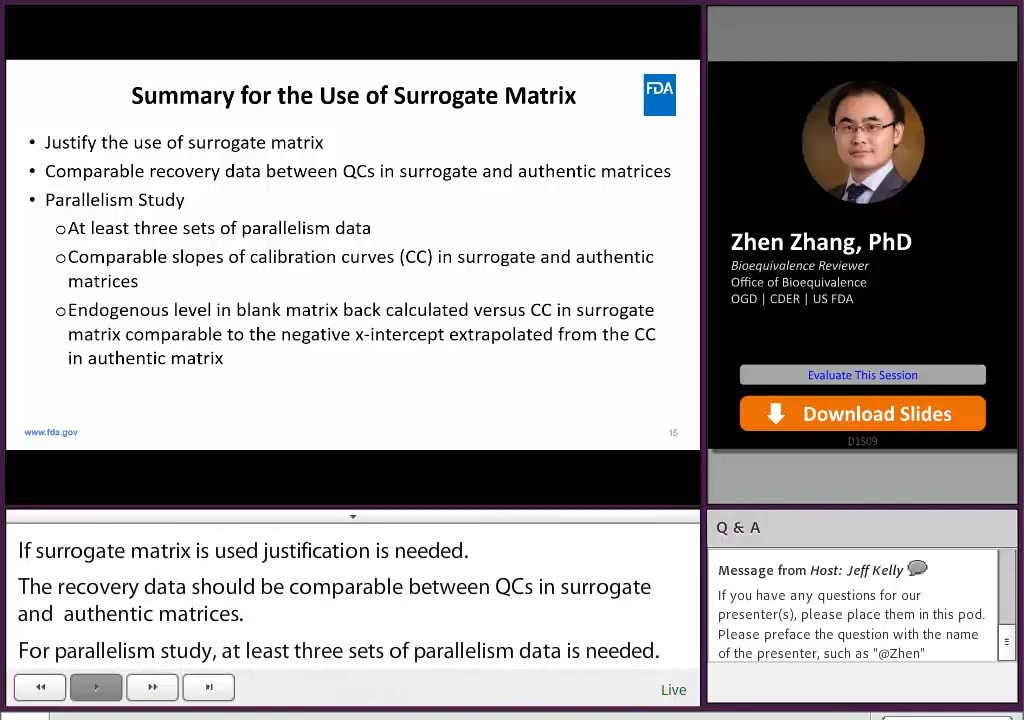 Summary for the Use of Surrogate Matrix
FDA
• Justify the use of surrogate matrix
• Comparable recovery data between QCs in surrogate and authentic matrices
• Parallelism Study
o At least three sets of parallelism data
o Comparable slopes of calibration curves (CC) in surrogate and authentic
matrices
o Endogenous level in blank matrix back calculated versus CC in surrogate
matrix comparable to the negative x-intercept extrapolated from the CC
in authentic matrix
www.fda.gov
15
Zhen Zhang, PhD
Bioequivalence Reviewer
Office of Bioequivalence
OGD | CDER | US FDA
Evaluate This Session
Download Slides
D1S09
If surrogate matrix is used justification is needed.
The recovery data should be comparable between QCs in surrogate
and authentic matrices.
For parallelism study, at least three sets of parallelism data is needed.
Live
Q & A
Message from Host: Jeff Kelly
If you have any questions for our
presenter(s), please place them in this pod.
Please preface the question with the name
of the presenter, such as "@Zhen"